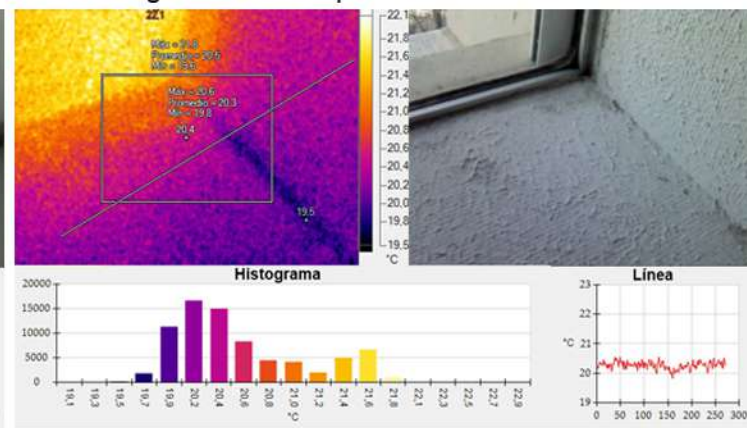 22.1
Promedio = 20.5
Máx = 20.6
Promedio = 20.3
Mín = 19.8
20.4
19.5
22,1
21,8
21,6
21,4
21,2
21,0
20,8
20,6
20,4
20,2
20,0
19,8
19,5
°C
Histograma
20000
15000
10000
5000
0
19,1 19,3 19,5 19,7 19,9 20,2 20,4 20,6 20,8 21,0 21,2 21,4 21,6 21,8 22,1 22,3 22,5 22,7 22,9
°C
Línea
23
22
°C
21
20
19
0 50 100 150 200 250 300